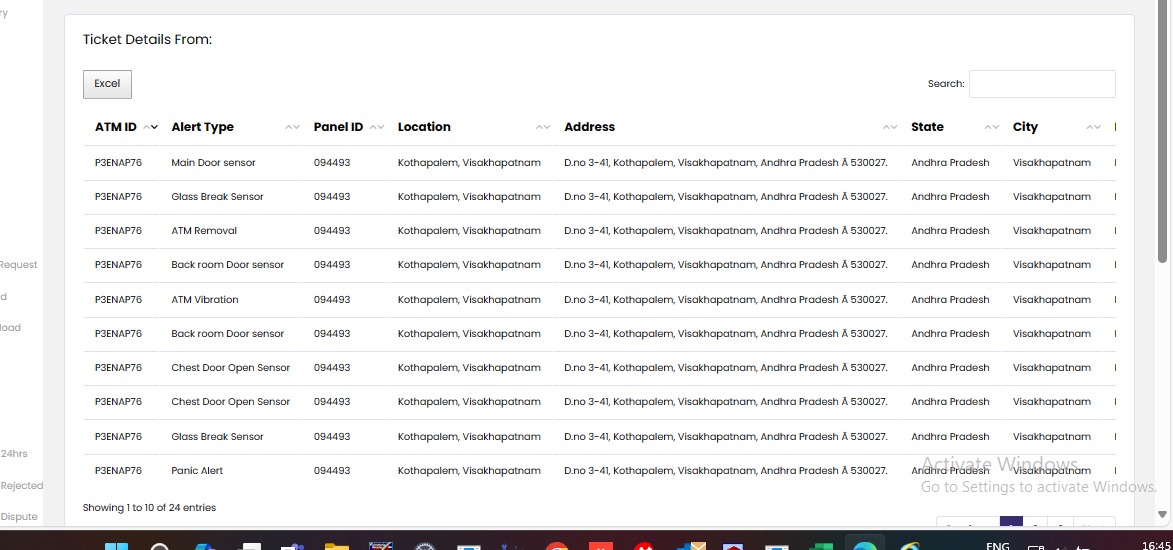 ry
Ticket Details From:
Excel
Search:
ATM ID Alert Type Panel ID Location Address State City
P3ENAP76 Main Door sensor 094493 Kothapalem, Visakhapatnam D.no 3-41, Kothapalem, Visakhapatnam, Andhra Pradesh Â 530027. Andhra Pradesh Visakhapatnam
P3ENAP76 Glass Break Sensor 094493 Kothapalem, Visakhapatnam D.no 3-41, Kothapalem, Visakhapatnam, Andhra Pradesh Â 530027. Andhra Pradesh Visakhapatnam
P3ENAP76 ATM Removal 094493 Kothapalem, Visakhapatnam D.no 3-41, Kothapalem, Visakhapatnam, Andhra Pradesh Â 530027. Andhra Pradesh Visakhapatnam
P3ENAP76 Back room Door sensor 094493 Kothapalem, Visakhapatnam D.no 3-41, Kothapalem, Visakhapatnam, Andhra Pradesh Â 530027. Andhra Pradesh Visakhapatnam
Request
P3ENAP76 ATM Vibration 094493 Kothapalem, Visakhapatnam D.no 3-41, Kothapalem, Visakhapatnam, Andhra Pradesh Â 530027. Andhra Pradesh Visakhapatnam
d
P3ENAP76 Back room Door sensor 094493 Kothapalem, Visakhapatnam D.no 3-41, Kothapalem, Visakhapatnam, Andhra Pradesh Â 530027. Andhra Pradesh Visakhapatnam
load
P3ENAP76 Chest Door Open Sensor 094493 Kothapalem, Visakhapatnam D.no 3-41, Kothapalem, Visakhapatnam, Andhra Pradesh Â 530027. Andhra Pradesh Visakhapatnam
P3ENAP76 Chest Door Open Sensor 094493 Kothapalem, Visakhapatnam D.no 3-41, Kothapalem, Visakhapatnam, Andhra Pradesh Â 530027. Andhra Pradesh Visakhapatnam
P3ENAP76 Glass Break Sensor 094493 Kothapalem, Visakhapatnam D.no 3-41, Kothapalem, Visakhapatnam, Andhra Pradesh Â 530027. Andhra Pradesh Visakhapatnam
24hrs
P3ENAP76 Panic Alert 094493 Kothapalem, Visakhapatnam D.no 3-41, Kothapalem, Visakhapatnam, Andhra Pradesh Â 530027. Andhra Pradesh Visakhapatnam
Activate Windows
Go to Settings to activate Windows.
Rejected
Showing 1 to 10 of 24 entries
Dispute
ENG
16:45